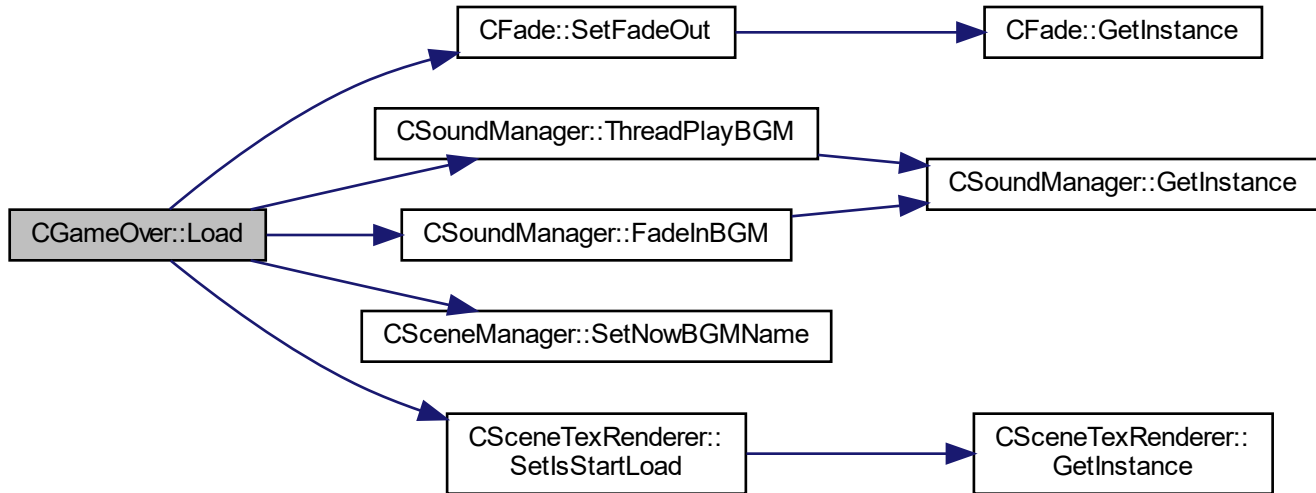 CFade::SetFadeOut
CFade::GetInstance
CSoundManager::ThreadPlayBGM
CSoundManager::GetInstance
CGameOver::Load
CSoundManager::FadeInBGM
CSceneManager::SetNowBGMName
CSceneTexRenderer::
SetIsStartLoad
CSceneTexRenderer::
GetInstance